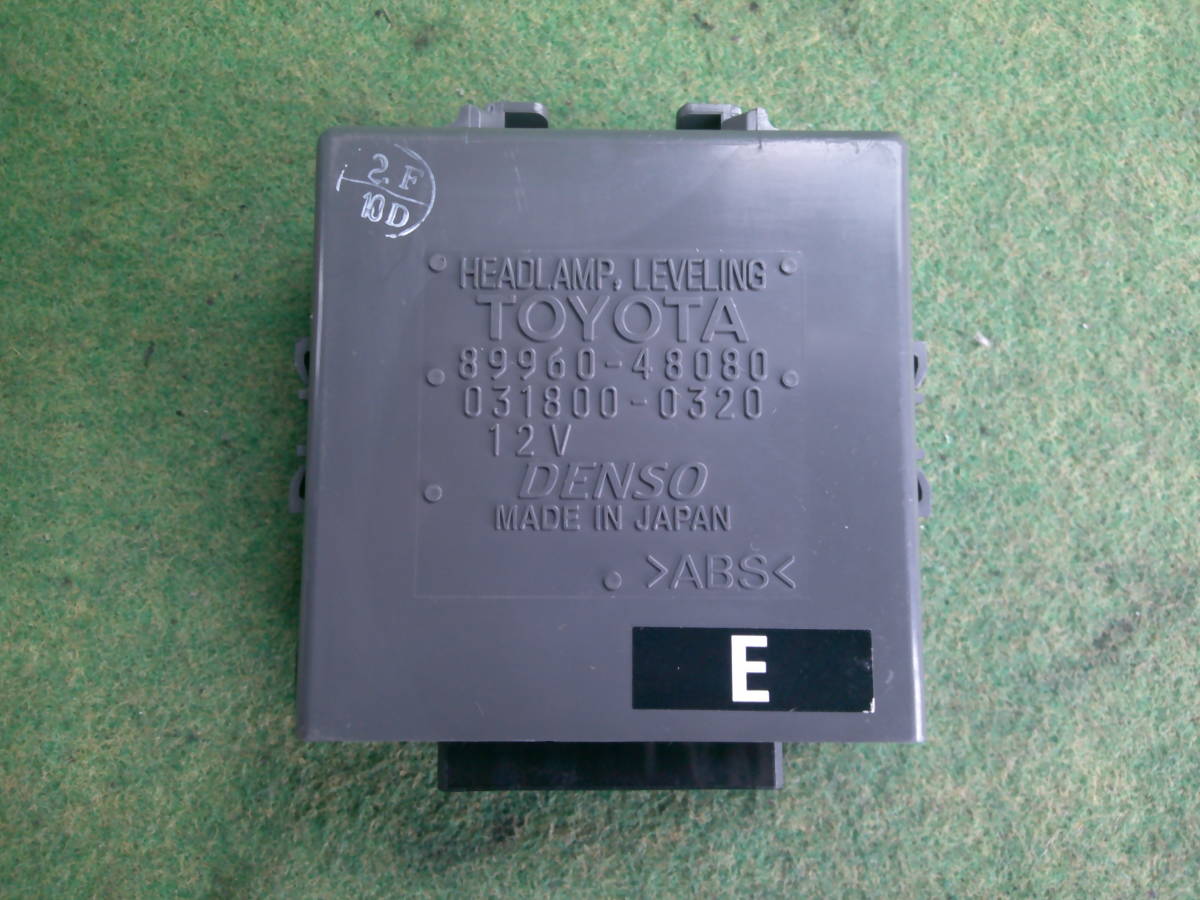 2.F
10D
HEADLAMP, LEVELING
TOYOTA
89960-48080
031800-0320
12V
DENSO
MADE IN JAPAN
>ABS<
E